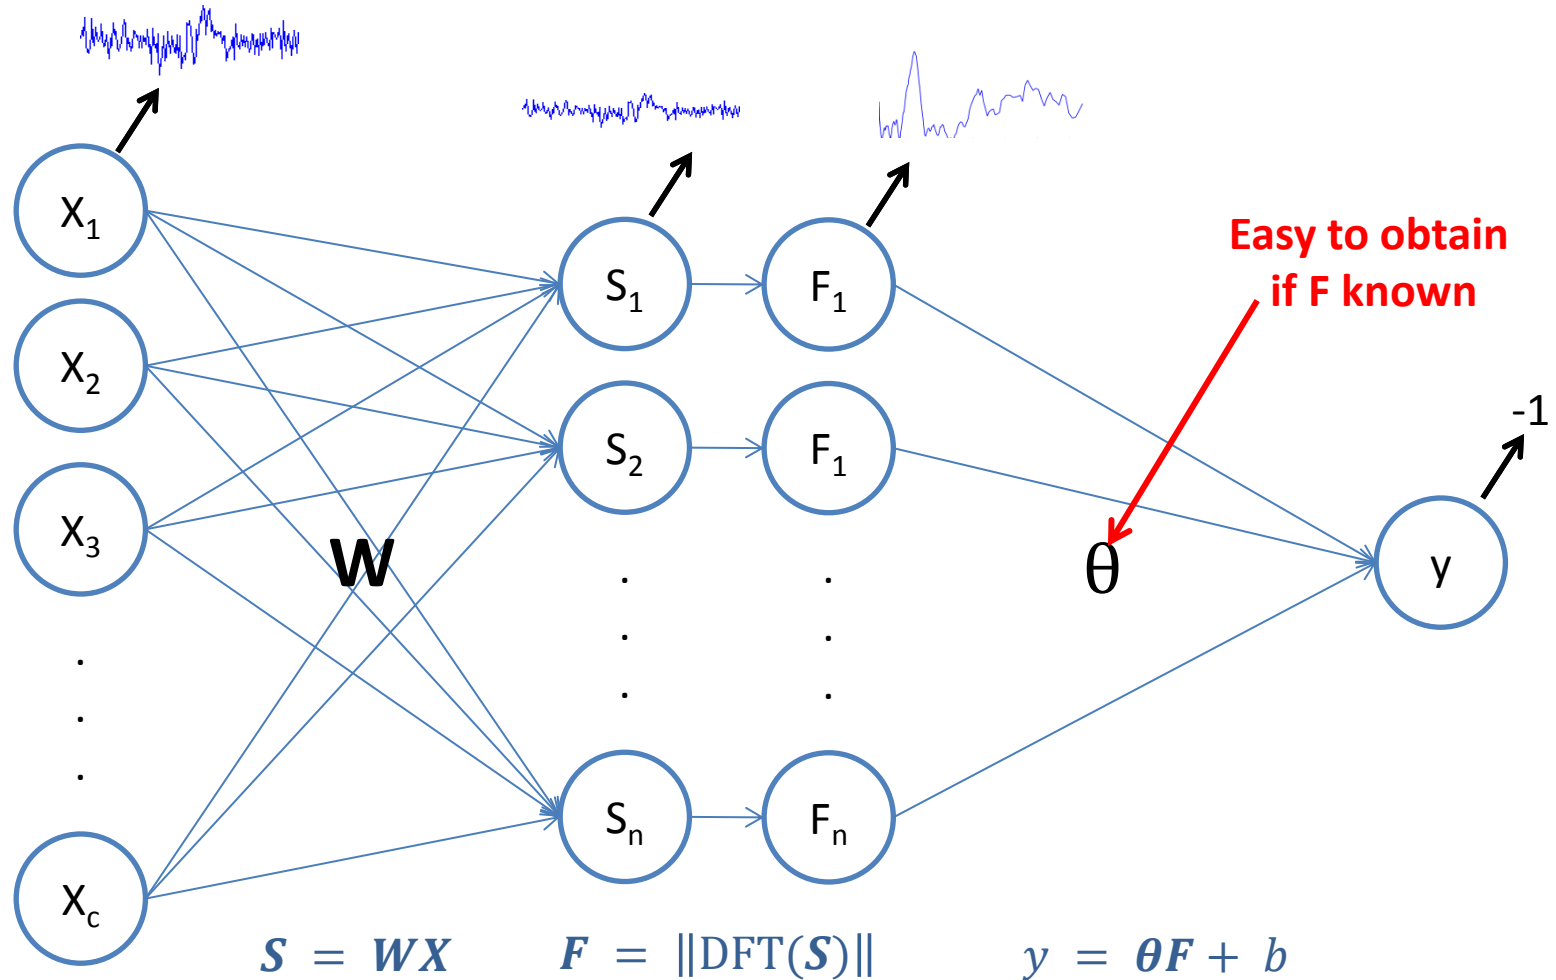 X1
X2
X3
.
.
.
Xc
W
S1
S2
.
.
.
Sn
F1
F1
.
.
.
Fn
Easy to obtain
if F known
θ
-1
y
S = WX
F = ‖DFT(S)‖
y = θF + b